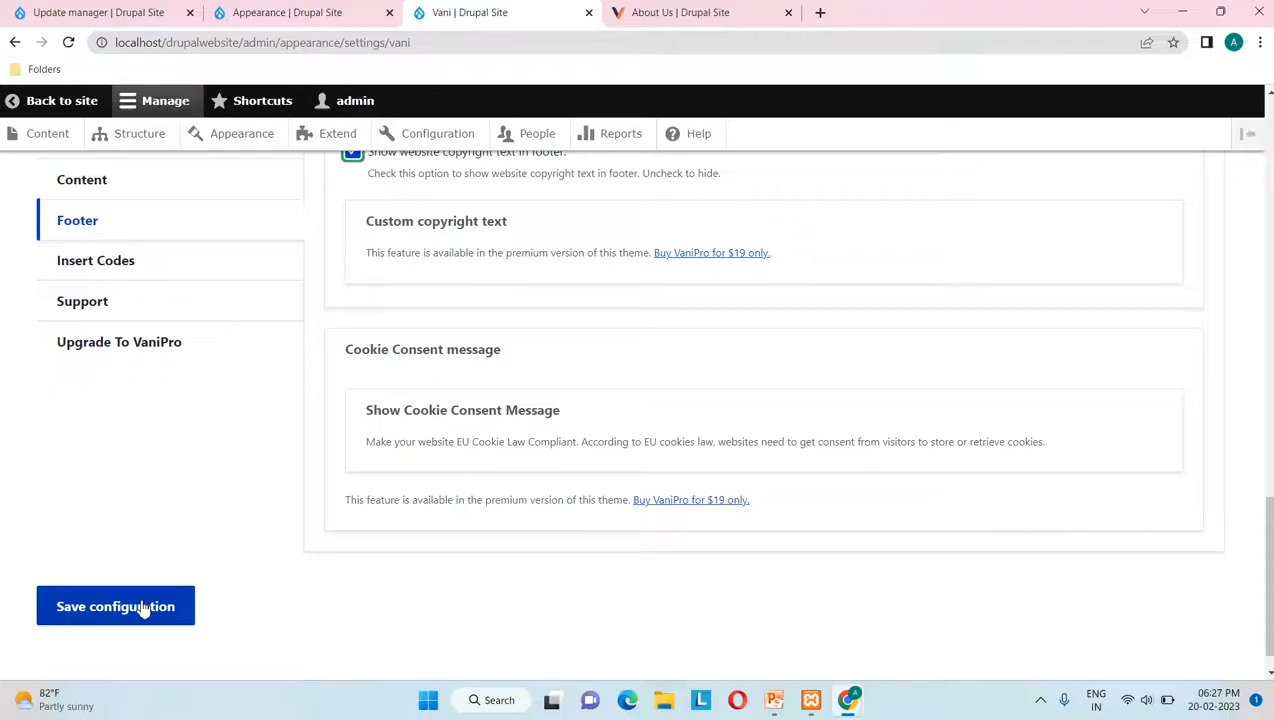 Update manager | Drupal Site
Appearance | Drupal Site
Vani | Drupal Site
About Us | Drupal Site
localhost/drupalwebsite/admin/appearance/settings/vani
A
Folders
Back to site
Manage
Shortcuts
admin
Content
Structure
Appearance
Extend
Configuration
People
Reports
Help
Show website copyright text in footer.
Check this option to show website copyright text in footer. Uncheck to hide.
Content
Footer
Insert Codes
Support
Upgrade To VaniPro
Custom copyright text
This feature is available in the premium version of this theme. Buy VaniPro for $19 only.
Cookie Consent message
Show Cookie Consent Message
Make your website EU Cookie Law Compliant. According to EU cookies law, websites need to get consent from visitors to store or retrieve cookies.
This feature is available in the premium version of this theme. Buy VaniPro for $19 only.
Save configuration
82°F
Partly sunny
Search
L
A
ENG
IN
06:27 PM
20-02-2023
1